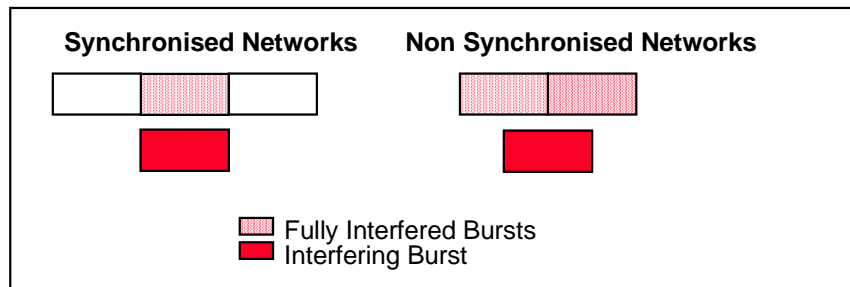 Synchronised Networks Non Synchronised Networks
Fully Interfered Bursts
Interfering Burst